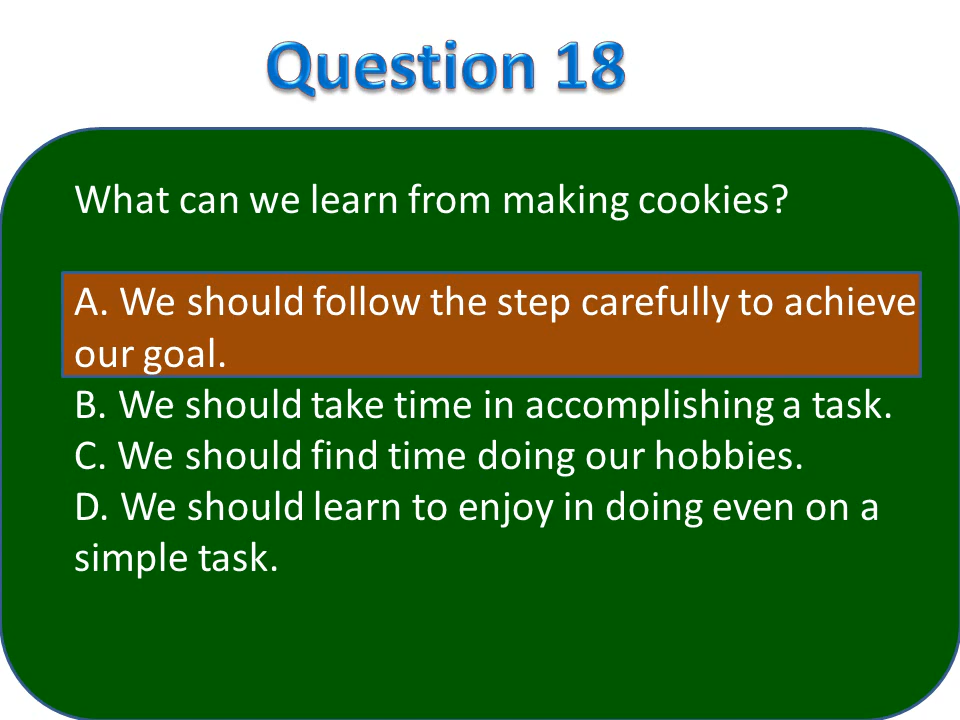 Question 18
What can we learn from making cookies?
A. We should follow the step carefully to achieve
our goal.
B. We should take time in accomplishing a task.
C. We should find time doing our hobbies.
D. We should learn to enjoy in doing even on a
simple task.